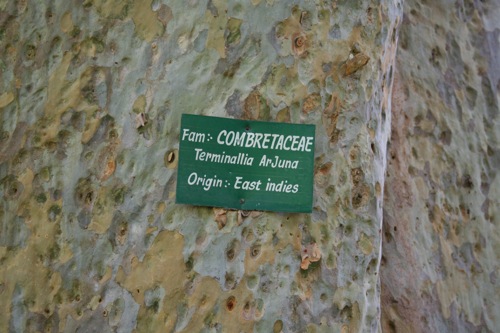 Fam:- COMBRETACEAE
Terminallia ArJuna
Origin:- East indies